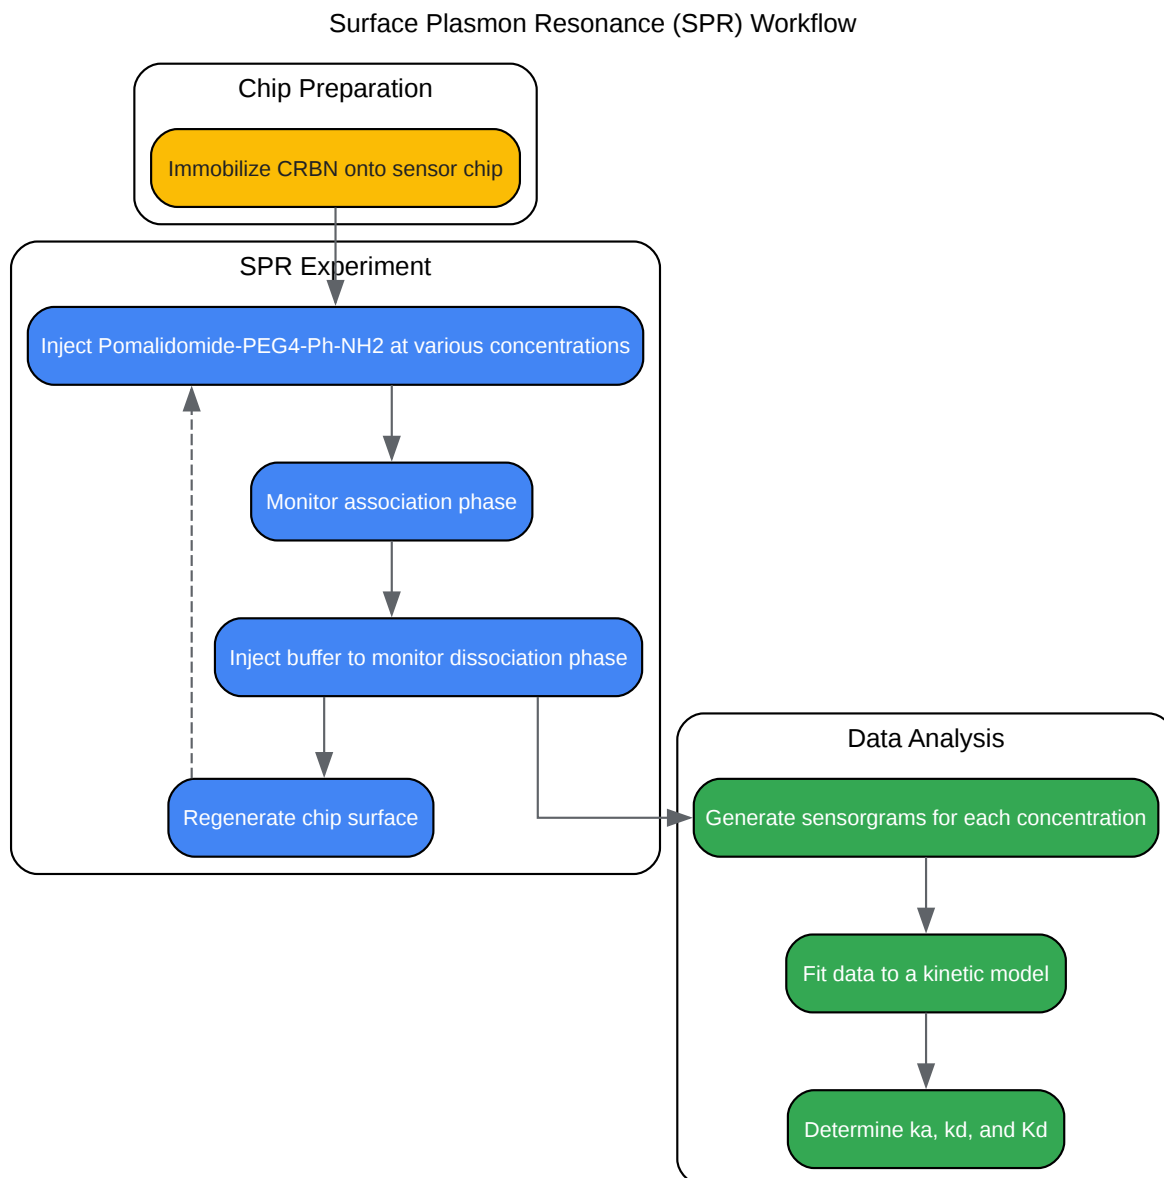 Surface Plasmon Resonance (SPR) Workflow
Chip Preparation
Immobilize CRBN onto sensor chip
SPR Experiment
Inject Pomalidomide-PEG4-Ph-NH2 at various concentrations
Monitor association phase
Inject buffer to monitor dissociation phase
Regenerate chip surface
Data Analysis
Generate sensorgrams for each concentration
Fit data to a kinetic model
Determine ka, kd, and Kd